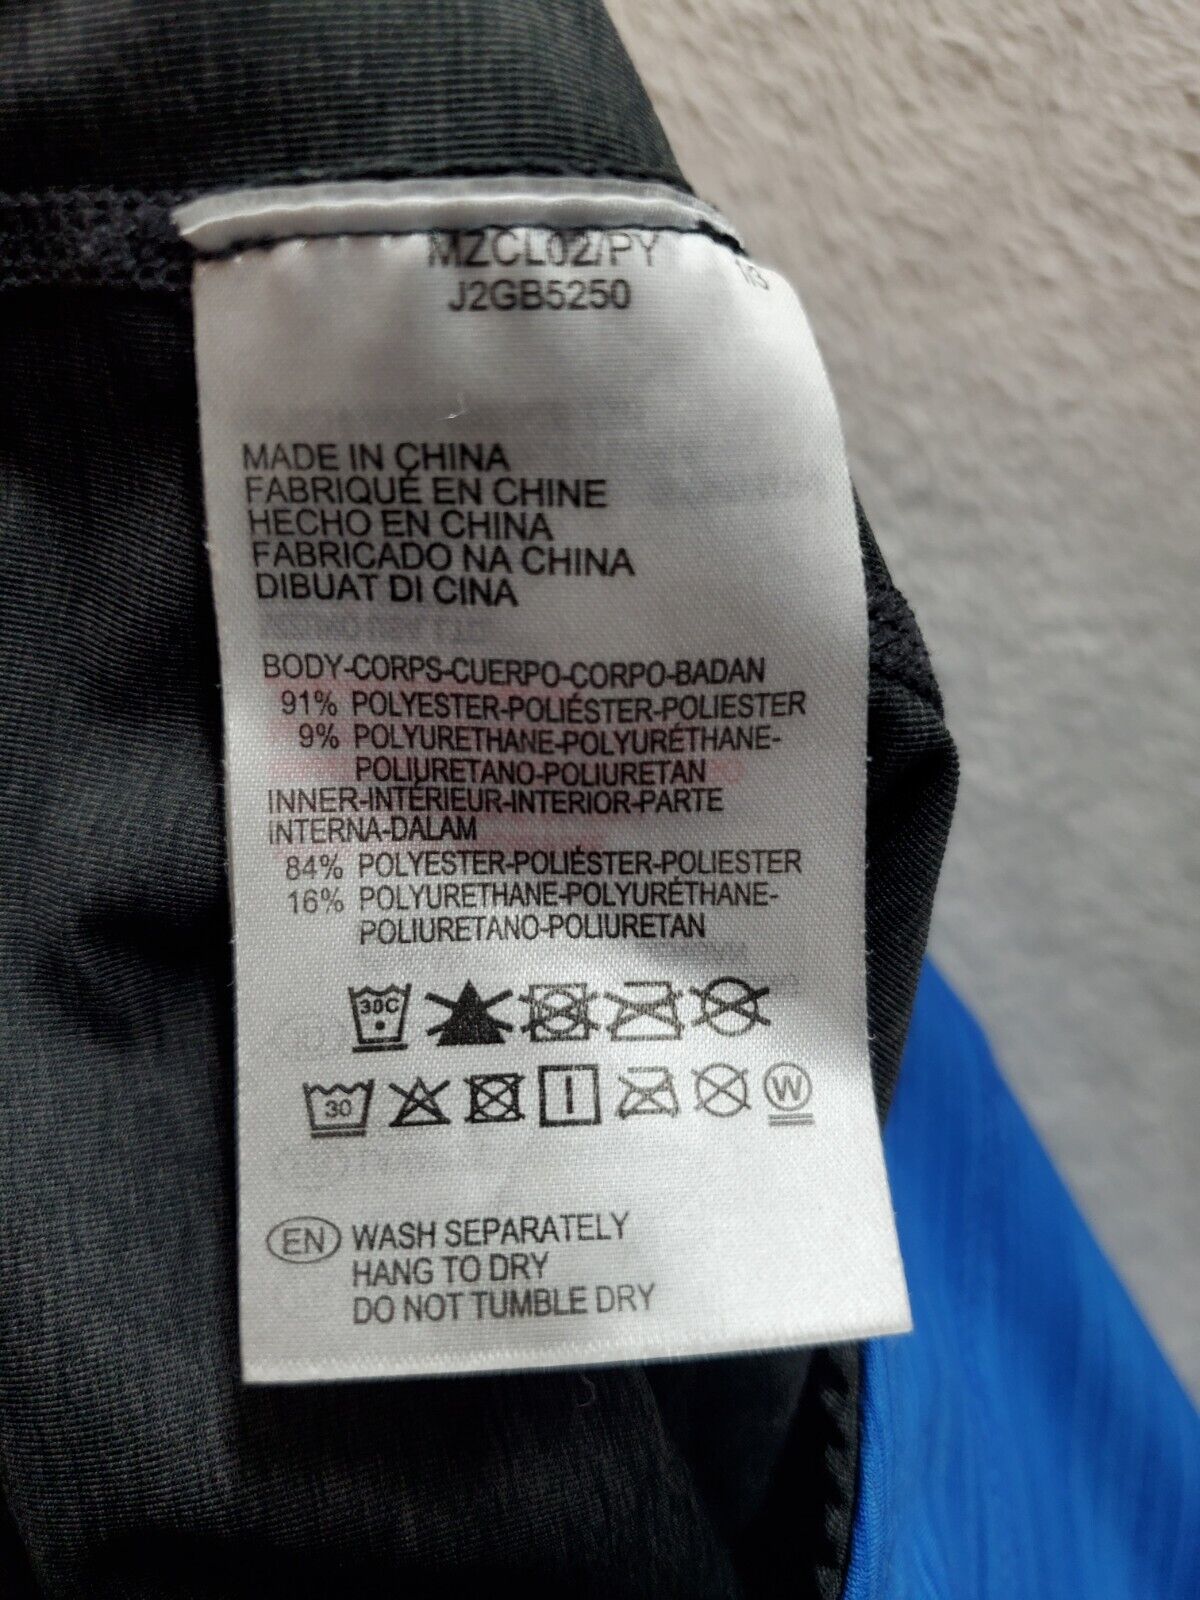 MZCL02/PY
1/3
J2GB5250
MADE IN CHINA
FABRIQUÉ EN CHINE
HECHO EN CHINA
FABRICADO NA CHINA
DIBUAT DI CINA
BODY-CORPS-CUERPO-CORPO-BADAN
91% POLYESTER-POLIÉSTER-POLIESTER
9% POLYURETHANE-POLYURÉTHANE-
POLIURETANO-POLIURETAN
INNER-INTÉRIEUR-INTERIOR-PARTE
INTERNA-DALAM
84% POLYESTER-POLIÉSTER-POLIESTER
16% POLYURETHANE-POLYURÉTHANE-
POLIURETANO-POLIURETAN
30C
30 W
EN WASH SEPARATELY
HANG TO DRY
DO NOT TUMBLE DRY